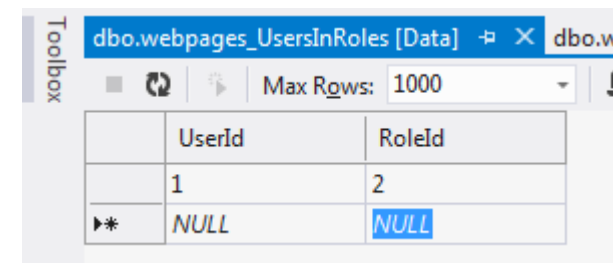 Toolbox
dbo.webpages_UsersInRoles [Data] dbo.w
Max Rows: 1000
UserId RoleId
1 2
NULL NULL